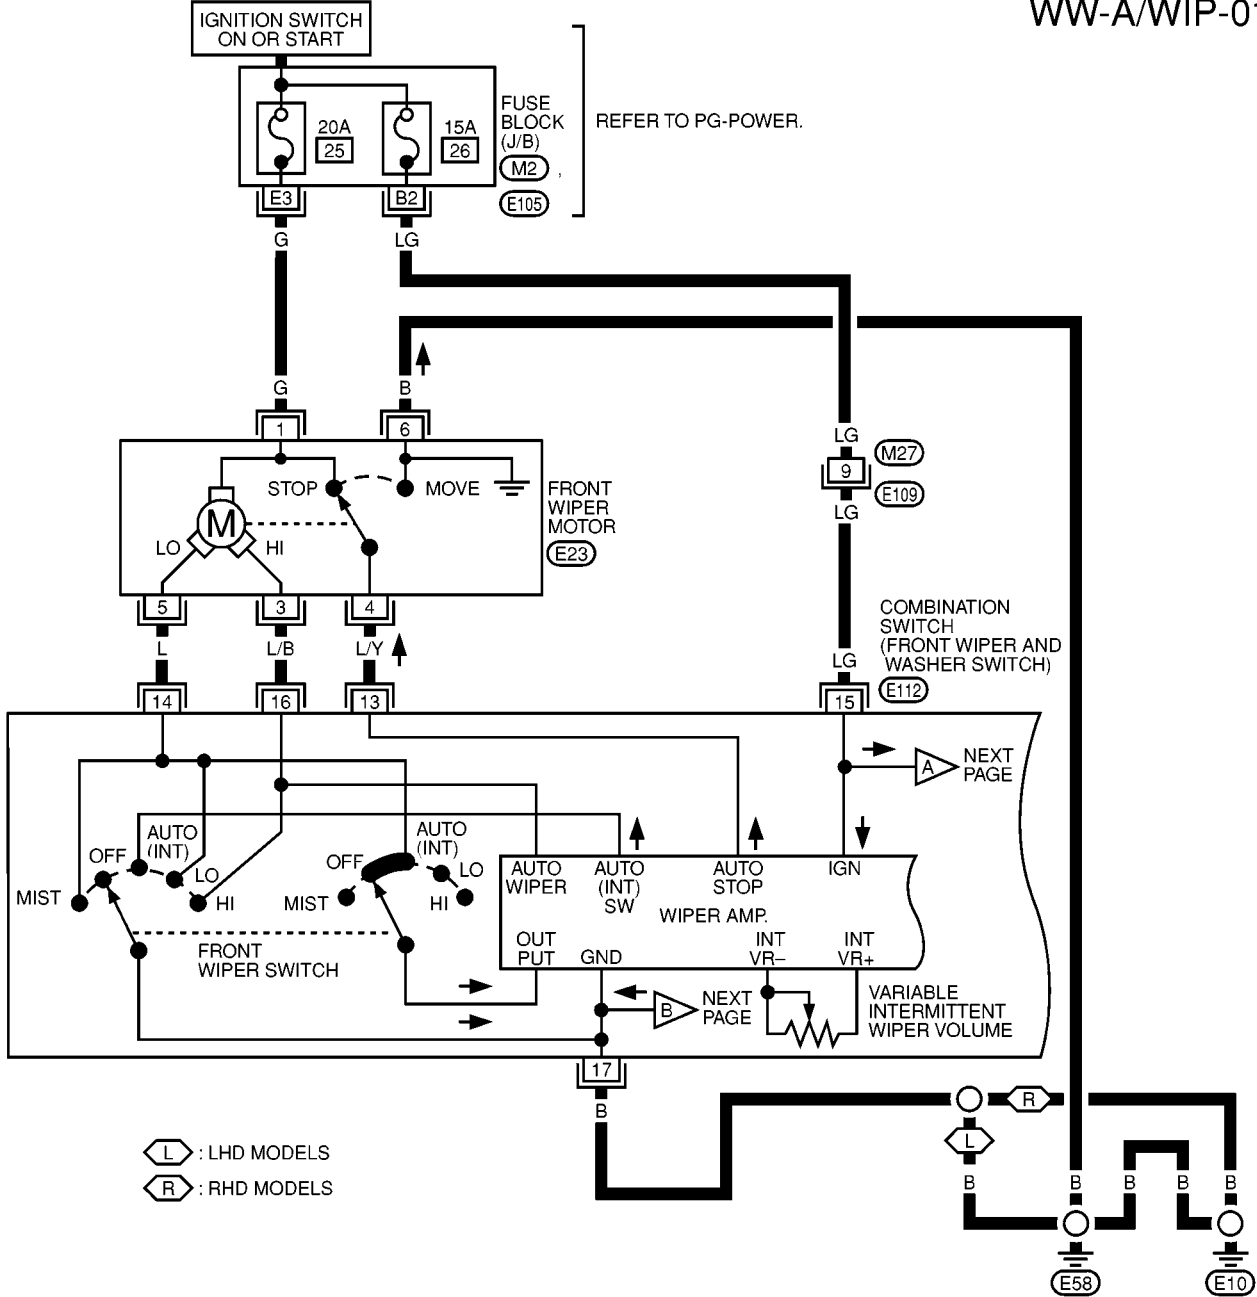 WW-A/WIP-01
IGNITION SWITCH
ON OR START
20A
25
15A
26
FUSE
BLOCK
(J/B)
M2 ,
E105
REFER TO PG-POWER.
E3
B2
G
LG
G
B
1
6
STOP
MOVE
M
LO
HI
FRONT
WIPER
MOTOR
E23
LG
9
M27
E109
LG
5
3
4
L
L/B
L/Y
LG
COMBINATION
SWITCH
(FRONT WIPER AND
WASHER SWITCH)
E112
14
16
13
15
A
NEXT
PAGE
MIST
OFF
AUTO
(INT)
LO
HI
MIST
OFF
AUTO
(INT)
LO
HI
FRONT
WIPER SWITCH
AUTO
WIPER
AUTO
(INT)
SW
AUTO
STOP
IGN
WIPER AMP.
OUT
PUT
GND
INT
VR–
INT
VR+
B
NEXT
PAGE
VARIABLE
INTERMITTENT
WIPER VOLUME
17
B
R
L
L : LHD MODELS
R : RHD MODELS
B
B
B
B
B
E58
E10